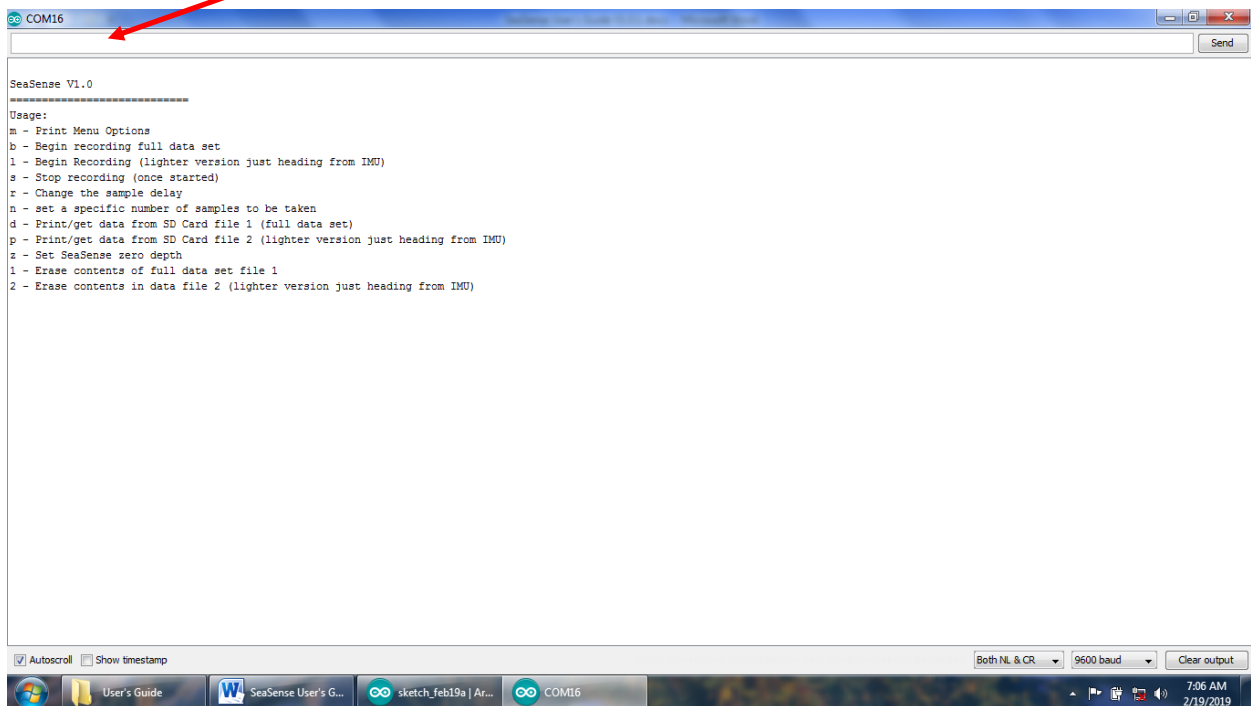 COM16
Send
SeaSense V1.0
============================
Usage:
m - Print Menu Options
b - Begin recording full data set
l - Begin Recording (lighter version just heading from IMU)
s - Stop recording (once started)
r - Change the sample delay
n - set a specific number of samples to be taken
d - Print/get data from SD Card file 1 (full data set)
p - Print/get data from SD Card file 2 (lighter version just heading from IMU)
z - Set SeaSense zero depth
1 - Erase contents of full data set file 1
2 - Erase contents in data file 2 (lighter version just heading from IMU)
Autoscroll Show timestamp Both NL & CR 9600 baud Clear output
User's Guide SeaSense User's G... sketch_feb19a | Ar... COM16 7:06 AM
2/19/2019